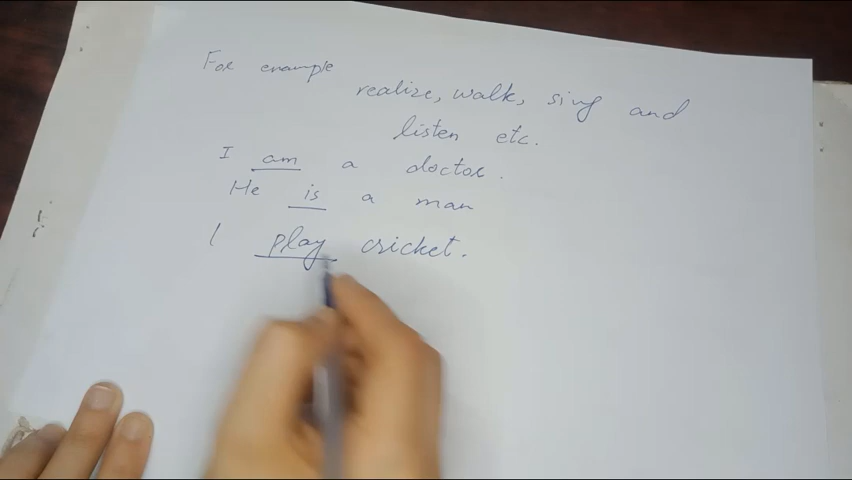 For example
realize, walk, sing and
listen etc.
I am a doctor.
He is a man
I play cricket.